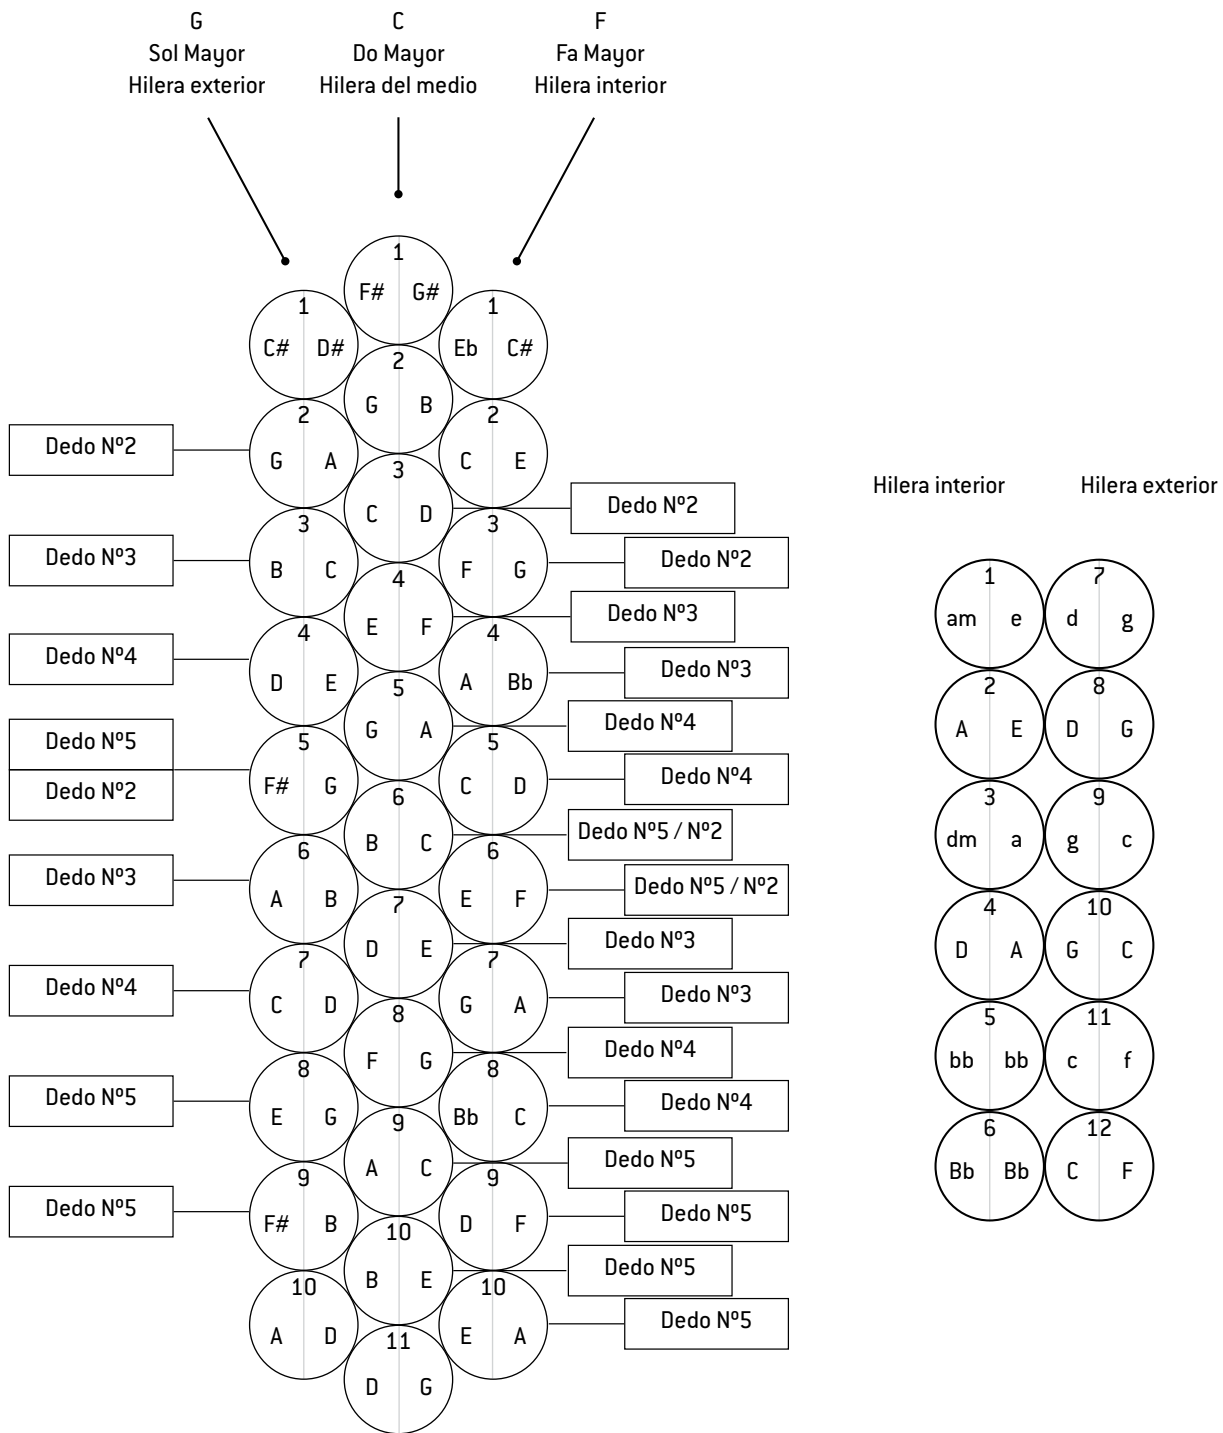 G C F
Sol Mayor Do Mayor Fa Mayor
Hilera exterior Hilera del medio Hilera interior
1
F# G#
1 1
C# D# Eb C#
2
G B
2 2
Dedo Nº2 G A C E
3
Hilera interior Hilera exterior
C D Dedo Nº2
3 3
Dedo Nº3 B C F G Dedo Nº2
4
E F Dedo Nº3
1 7
am e d g
4 4
Dedo Nº4 D E A Bb Dedo Nº3
5
G A Dedo Nº4
2 8
A E D G
5 5
Dedo Nº5
Dedo Nº2
F# G C D Dedo Nº4
6
B C Dedo Nº5 / Nº2
3 9
dm a g c
6 6
Dedo Nº3 A B E F Dedo Nº5 / Nº2
7
D E Dedo Nº3
4 10
D A G C
7 7
Dedo Nº4 C D G A Dedo Nº3
8
F G Dedo Nº4
5 11
bb bb c f
8 8
Dedo Nº5 E G Bb C Dedo Nº4
9
A C Dedo Nº5
6 12
Bb Bb C F
9 9
Dedo Nº5 F# B D F Dedo Nº5
10
B E Dedo Nº5
10 10
A D E A Dedo Nº5
11
D G